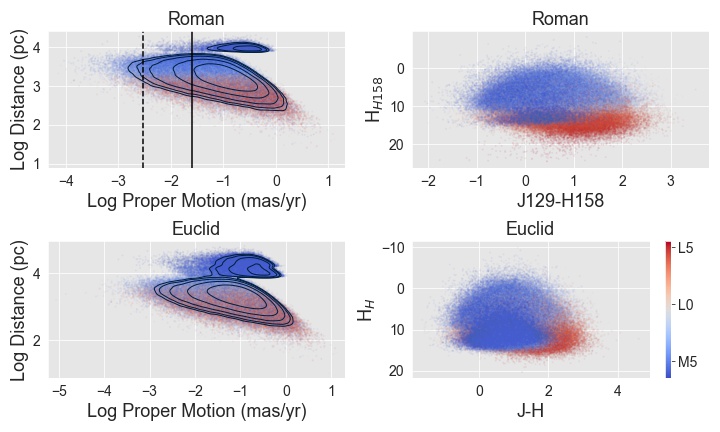 Roman
Log Distance (pc)
4
3
2
1
−4 −3 −2 −1 0 1
Log Proper Motion (mas/yr)
Roman
H_{H158}
0
10
20
−2 −1 0 1 2 3
J129-H158
Euclid
Log Distance (pc)
4
2
−5 −4 −3 −2 −1 0 1
Log Proper Motion (mas/yr)
Euclid
H_H
−10
0
10
20
0 2 4
J-H
L5
L0
M5